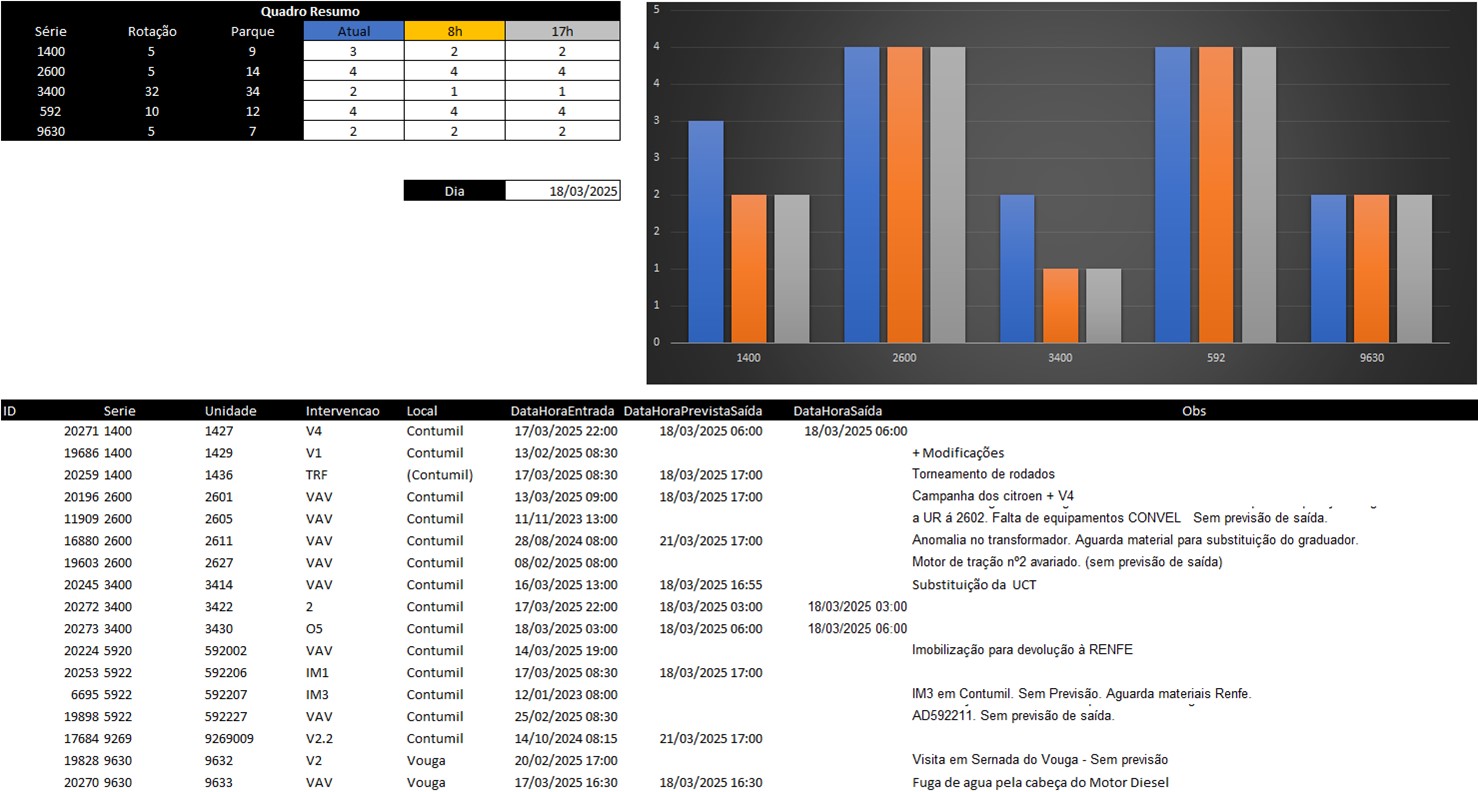 Quadro Resumo
Série Rotação Parque Atual 8h 17h
1400 5 9 3 2 2
2600 5 14 4 4 4
3400 32 34 2 1 1
592 10 12 4 4 4
9630 5 7 2 2 2
Dia 18/03/2025
5
4
4
3
3
2
2
1
1
0
1400 2600 3400 592 9630
ID Serie Unidade Intervencao Local DataHoraEntrada DataHoraPrevistaSaída DataHoraSaída Obs
20271 1400 1427 V4 Contumil 17/03/2025 22:00 18/03/2025 06:00 18/03/2025 06:00
19686 1400 1429 V1 Contumil 13/02/2025 08:30 + Modificações
20259 1400 1436 TRF (Contumil) 17/03/2025 08:30 18/03/2025 17:00 Torneamento de rodados
20196 2600 2601 VAV Contumil 13/03/2025 09:00 18/03/2025 17:00 Campanha dos citroen + V4
11909 2600 2605 VAV Contumil 11/11/2023 13:00 a UR á 2602. Falta de equipamentos CONVEL Sem previsão de saída.
16880 2600 2611 VAV Contumil 28/08/2024 08:00 21/03/2025 17:00 Anomalia no transformador. Aguarda material para substituição do graduador.
19603 2600 2627 VAV Contumil 08/02/2025 08:00 Motor de tração nº2 avariado. (sem previsão de saída)
20245 3400 3414 VAV Contumil 16/03/2025 13:00 18/03/2025 16:55 Substituição da UCT
20272 3400 3422 2 Contumil 17/03/2025 22:00 18/03/2025 03:00 18/03/2025 03:00
20273 3400 3430 O5 Contumil 18/03/2025 03:00 18/03/2025 06:00 18/03/2025 06:00
20224 5920 592002 VAV Contumil 14/03/2025 19:00 Imobilização para devolução à RENFE
20253 5922 592206 IM1 Contumil 17/03/2025 08:30 18/03/2025 17:00
6695 5922 592207 IM3 Contumil 12/01/2023 08:00 IM3 em Contumil. Sem Previsão. Aguarda materiais Renfe.
19898 5922 592227 VAV Contumil 25/02/2025 08:30 AD592211. Sem previsão de saída.
17684 9269 9269009 V2.2 Contumil 14/10/2024 08:15 21/03/2025 17:00
19828 9630 9632 V2 Vouga 20/02/2025 17:00 Visita em Sernada do Vouga - Sem previsão
20270 9630 9633 VAV Vouga 17/03/2025 16:30 18/03/2025 16:30 Fuga de agua pela cabeça do Motor Diesel